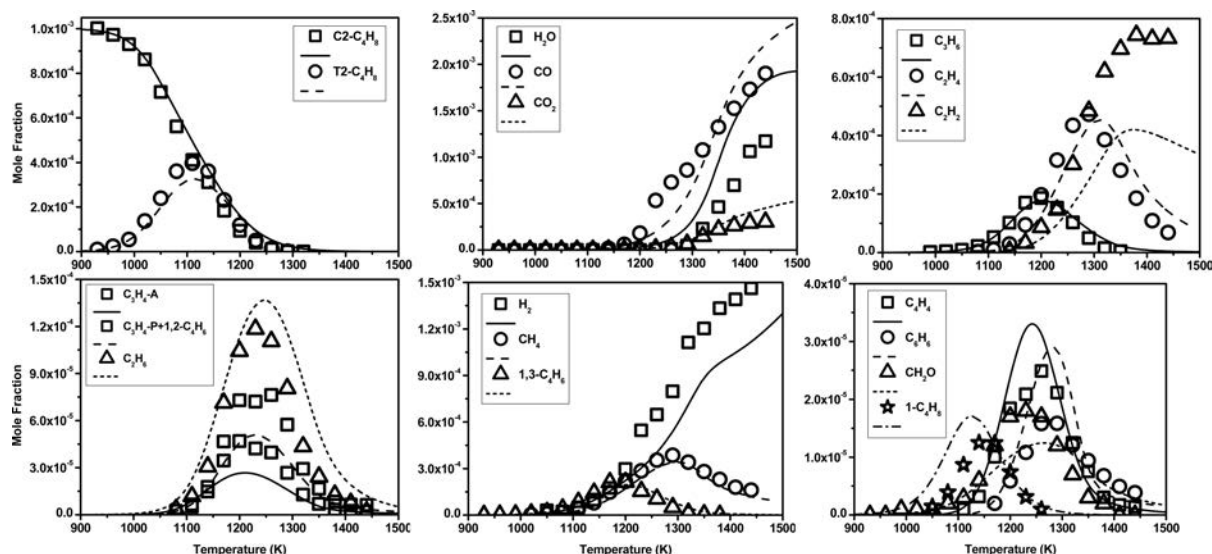 1.0x10⁻³
8.0x10⁻⁴
6.0x10⁻⁴
4.0x10⁻⁴
2.0x10⁻⁴
0.0
Mole Fraction
C2-C₄H₈
T2-C₄H₈
900 1000 1100 1200 1300 1400 1500
2.5x10⁻³
2.0x10⁻³
1.5x10⁻³
1.0x10⁻³
5.0x10⁻⁴
0.0
H₂O
CO
CO₂
900 1000 1100 1200 1300 1400 1500
8.0x10⁻⁴
6.0x10⁻⁴
4.0x10⁻⁴
2.0x10⁻⁴
0.0
C₃H₆
C₂H₄
C₂H₂
900 1000 1100 1200 1300 1400 1500
1.5x10⁻⁴
1.2x10⁻⁴
9.0x10⁻⁵
6.0x10⁻⁵
3.0x10⁻⁵
0.0
Mole Fraction
C₃H₄-A
C₃H₄-P+1,2-C₄H₆
C₂H₆
900 1000 1100 1200 1300 1400 1500
Temperature (K)
1.5x10⁻³
1.2x10⁻³
9.0x10⁻⁴
6.0x10⁻⁴
3.0x10⁻⁴
0.0
H₂
CH₄
1,3-C₄H₆
900 1000 1100 1200 1300 1400 1500
Temperature (K)
4.0x10⁻⁵
3.0x10⁻⁵
2.0x10⁻⁵
1.0x10⁻⁵
0.0
C₄H₄
C₆H₆
CH₂O
1-C₄H₈
900 1000 1100 1200 1300 1400 1500
Temperature (K)